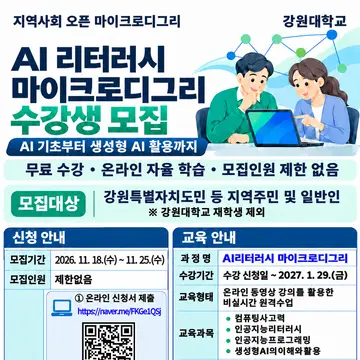 지역사회 오픈 마이크로디그리
강원대학교
AI 리터러시
마이크로디그리
수강생 모집
AI 기초부터 생성형 AI 활용까지
무료 수강 · 온라인 자율 학습 · 모집인원 제한 없음
모집대상
강원특별자치도민 등 지역주민 및 일반인
※ 강원대학교 재학생 제외
신청 안내
모집기간 2026. 11. 18.(수) ~ 11. 25.(수)
모집인원 제한없음
① 온라인 신청서 제출
https://naver.me/FKGe1QSj
교육 안내
과 정 명 AI리터러시 마이크로디그리
수강기간 수강 신청일 ~ 2027. 1. 29.(금)
교육형태 온라인 동영상 강의를 활용한
비실시간 원격수업
교육과목
• 컴퓨팅사고력
• 인공지능리터러시
• 인공지능프로그래밍
• 생성형AI의이해와활용